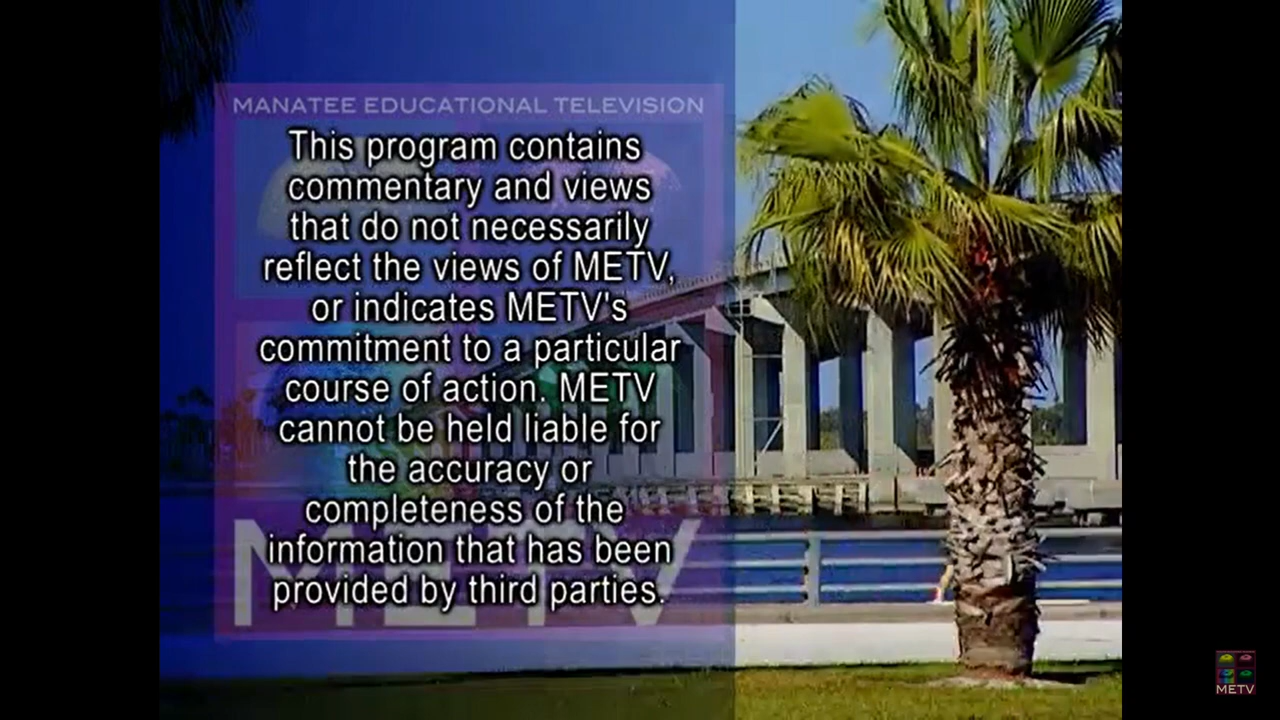 MANATEE EDUCATIONAL TELEVISION
This program contains
commentary and views
that do not necessarily
reflect the views of METV,
or indicates METV's
commitment to a particular
course of action. METV
cannot be held liable for
the accuracy or
completeness of the
information that has been
provided by third parties.
METV
METV